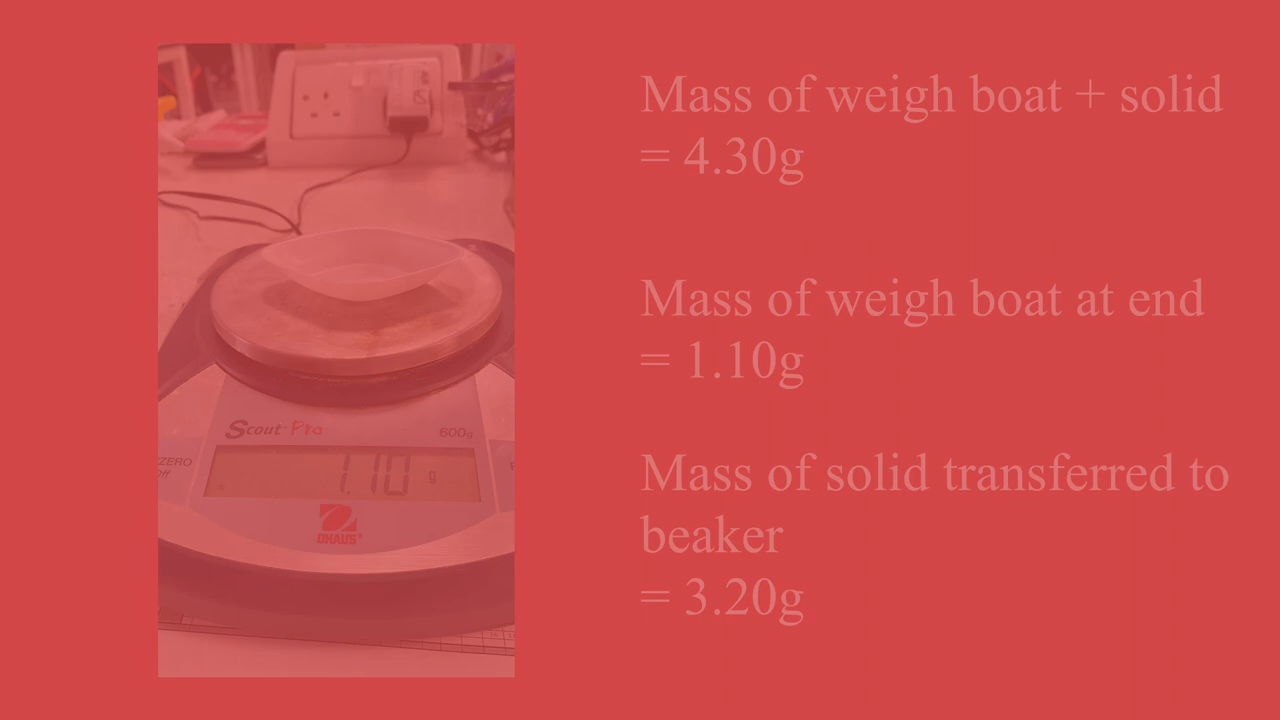 Mass of weigh boat + solid
= 4.30g
Mass of weigh boat at end
= 1.10g
Mass of solid transferred to
beaker
= 3.20g
Scout Pro
600g
ZERO
Off
1.10 g
OHAUS